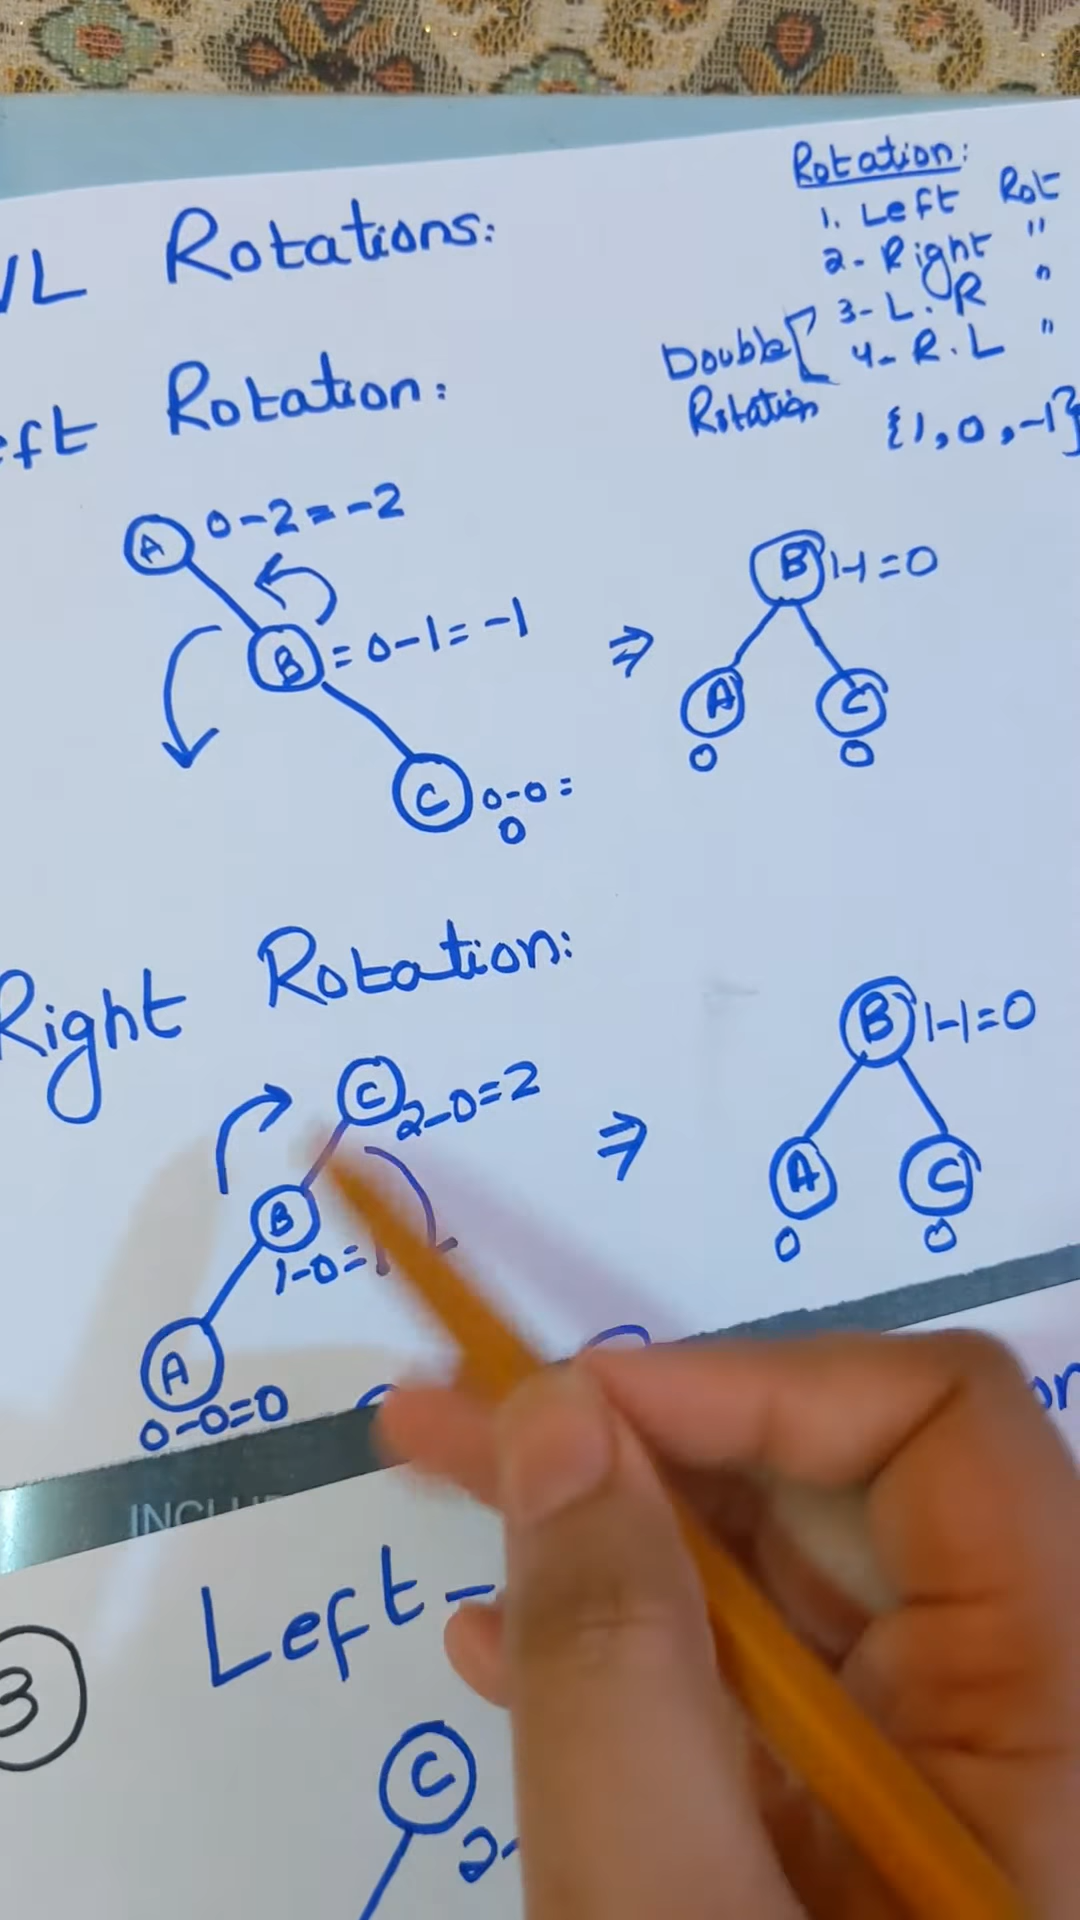 VL Rotations:
Rotation:
1. Left Rot
2- Right "
3- L. R "
4- R. L "
Double
Rotation
{1, 0, -1}
eft Rotation:
A 0-2=-2
B = 0-1=-1
C 0-0=
0
⇒
B 1-1=0
A C
0 0
Right Rotation:
C 2-0=2
B
1-0=1
A
0-0=0
⇒
B 1-1=0
A C
0 0
3 Left-
C
2-